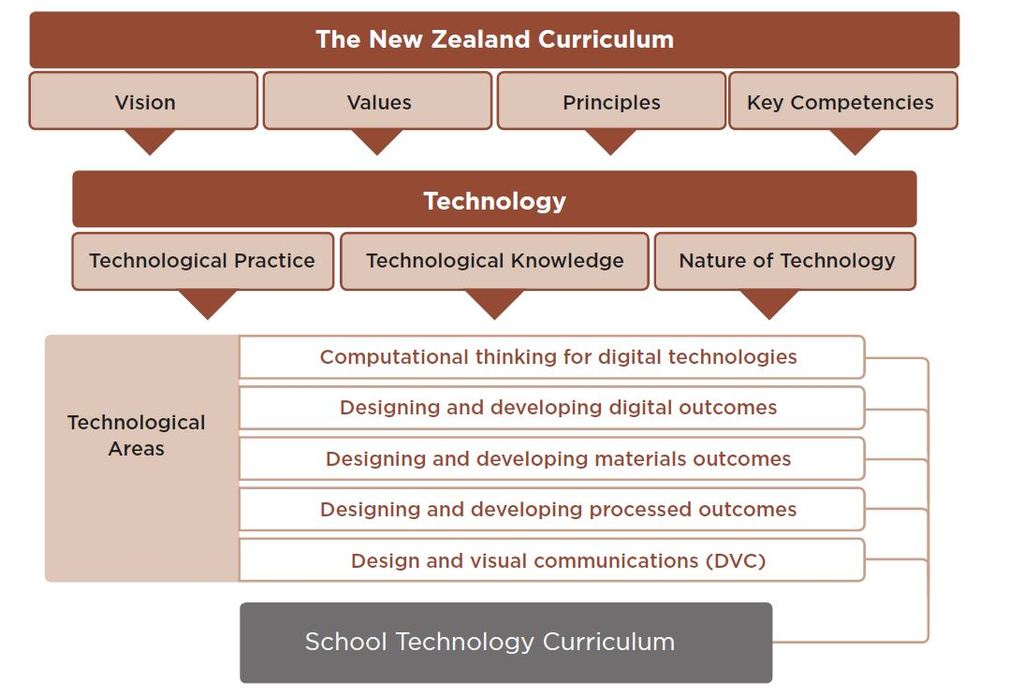 The New Zealand Curriculum
Vision
Values
Principles
Key Competencies
Technology
Technological Practice
Technological Knowledge
Nature of Technology
Technological
Areas
Computational thinking for digital technologies
Designing and developing digital outcomes
Designing and developing materials outcomes
Designing and developing processed outcomes
Design and visual communications (DVC)
School Technology Curriculum